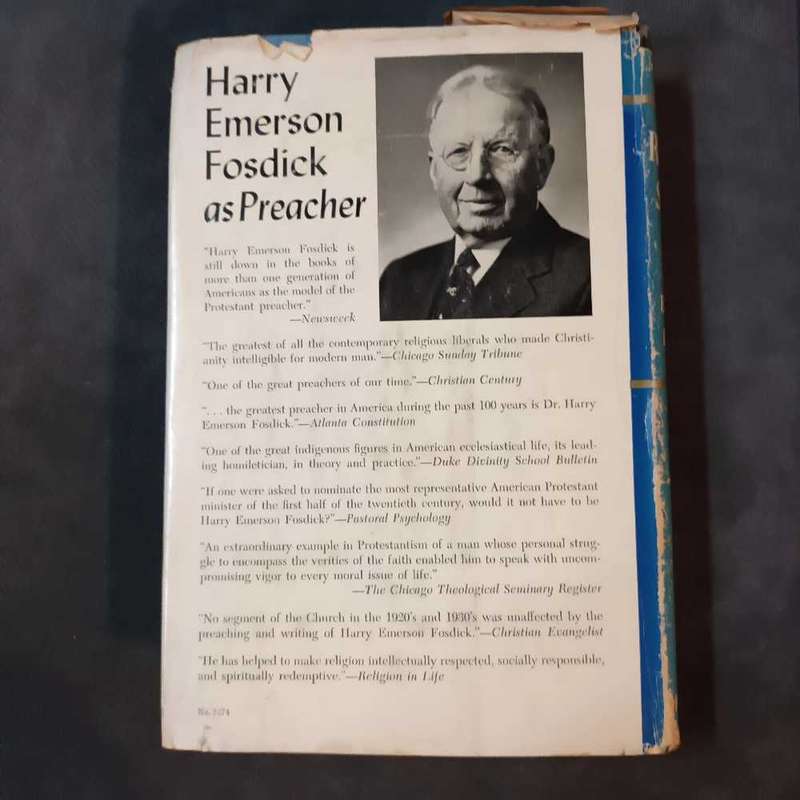 Harry
Emerson
Fosdick
as Preacher
"Harry Emerson Fosdick is
still down in the books of
more than one generation of
Americans as the model of the
Protestant preacher."
—Newsweek
"The greatest of all the contemporary religious liberals who made Christi-
anity intelligible for modern man."—Chicago Sunday Tribune
"One of the great preachers of our time."—Christian Century
". . . the greatest preacher in America during the past 100 years is Dr. Harry
Emerson Fosdick."—Atlanta Constitution
"One of the great indigenous figures in American ecclesiastical life, its lead-
ing homiletician, in theory and practice."—Duke Divinity School Bulletin
"If one were asked to nominate the most representative American Protestant
minister of the first half of the twentieth century, would it not have to be
Harry Emerson Fosdick?"—Pastoral Psychology
"An extraordinary example in Protestantism of a man whose personal strug-
gle to encompass the verities of the faith enabled him to speak with uncom-
promising vigor to every moral issue of life."
—The Chicago Theological Seminary Register
"No segment of the Church in the 1920's and 1930's was unaffected by the
preaching and writing of Harry Emerson Fosdick."—Christian Evangelist
"He has helped to make religion intellectually respected, socially responsible,
and spiritually redemptive."—Religion in Life
No.